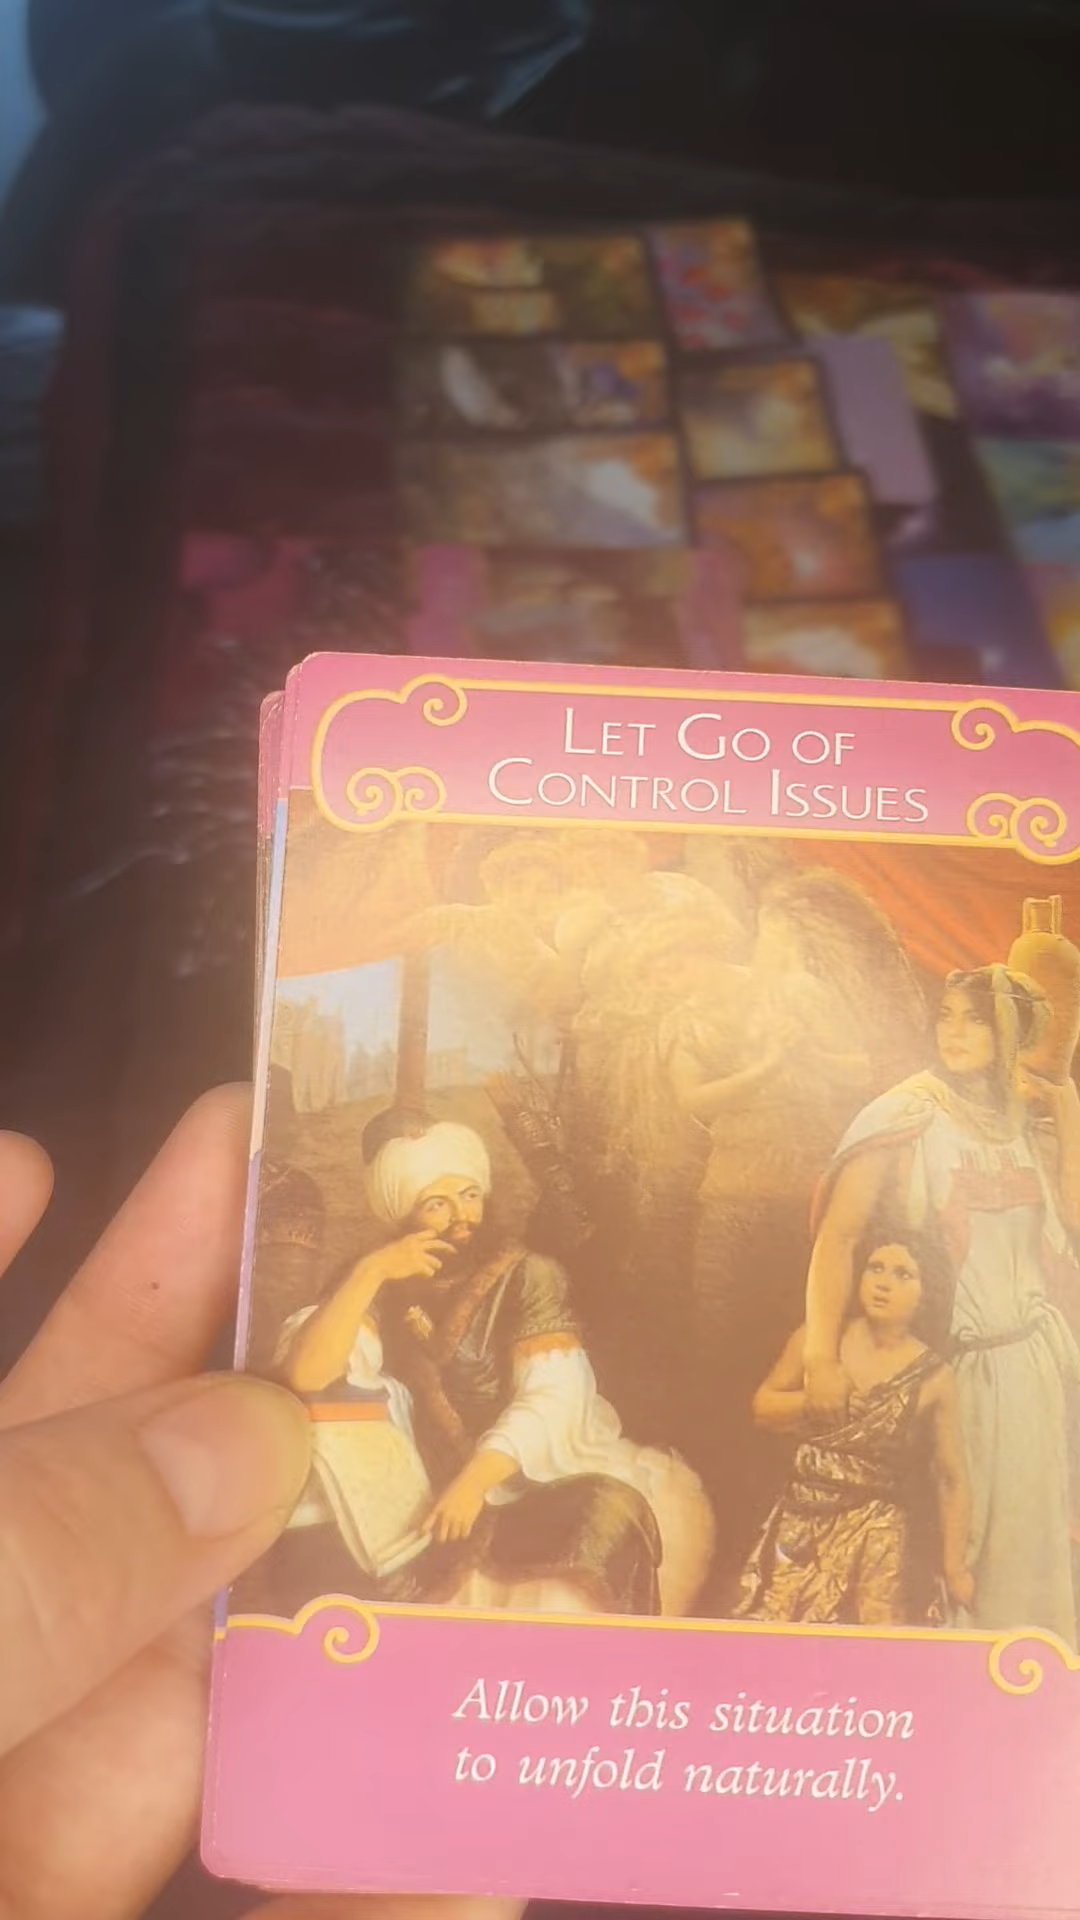 Let Go of
Control Issues
Allow this situation
to unfold naturally.